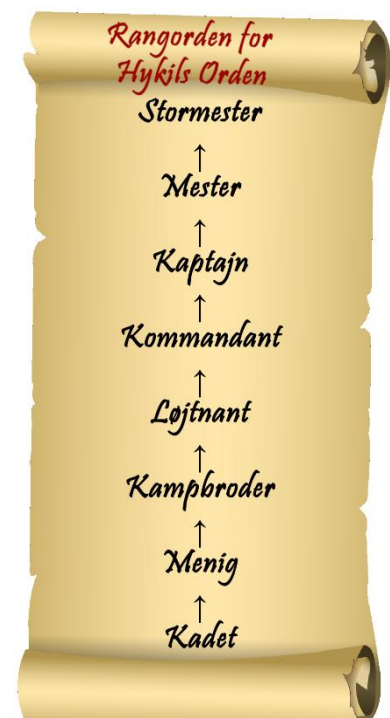 Rangorden for
Hykils Orden
Stormester
↑
Mester
↑
Kaptajn
↑
Kommandant
↑
Løjtnant
↑
Kampbroder
↑
Menig
↑
Kadet